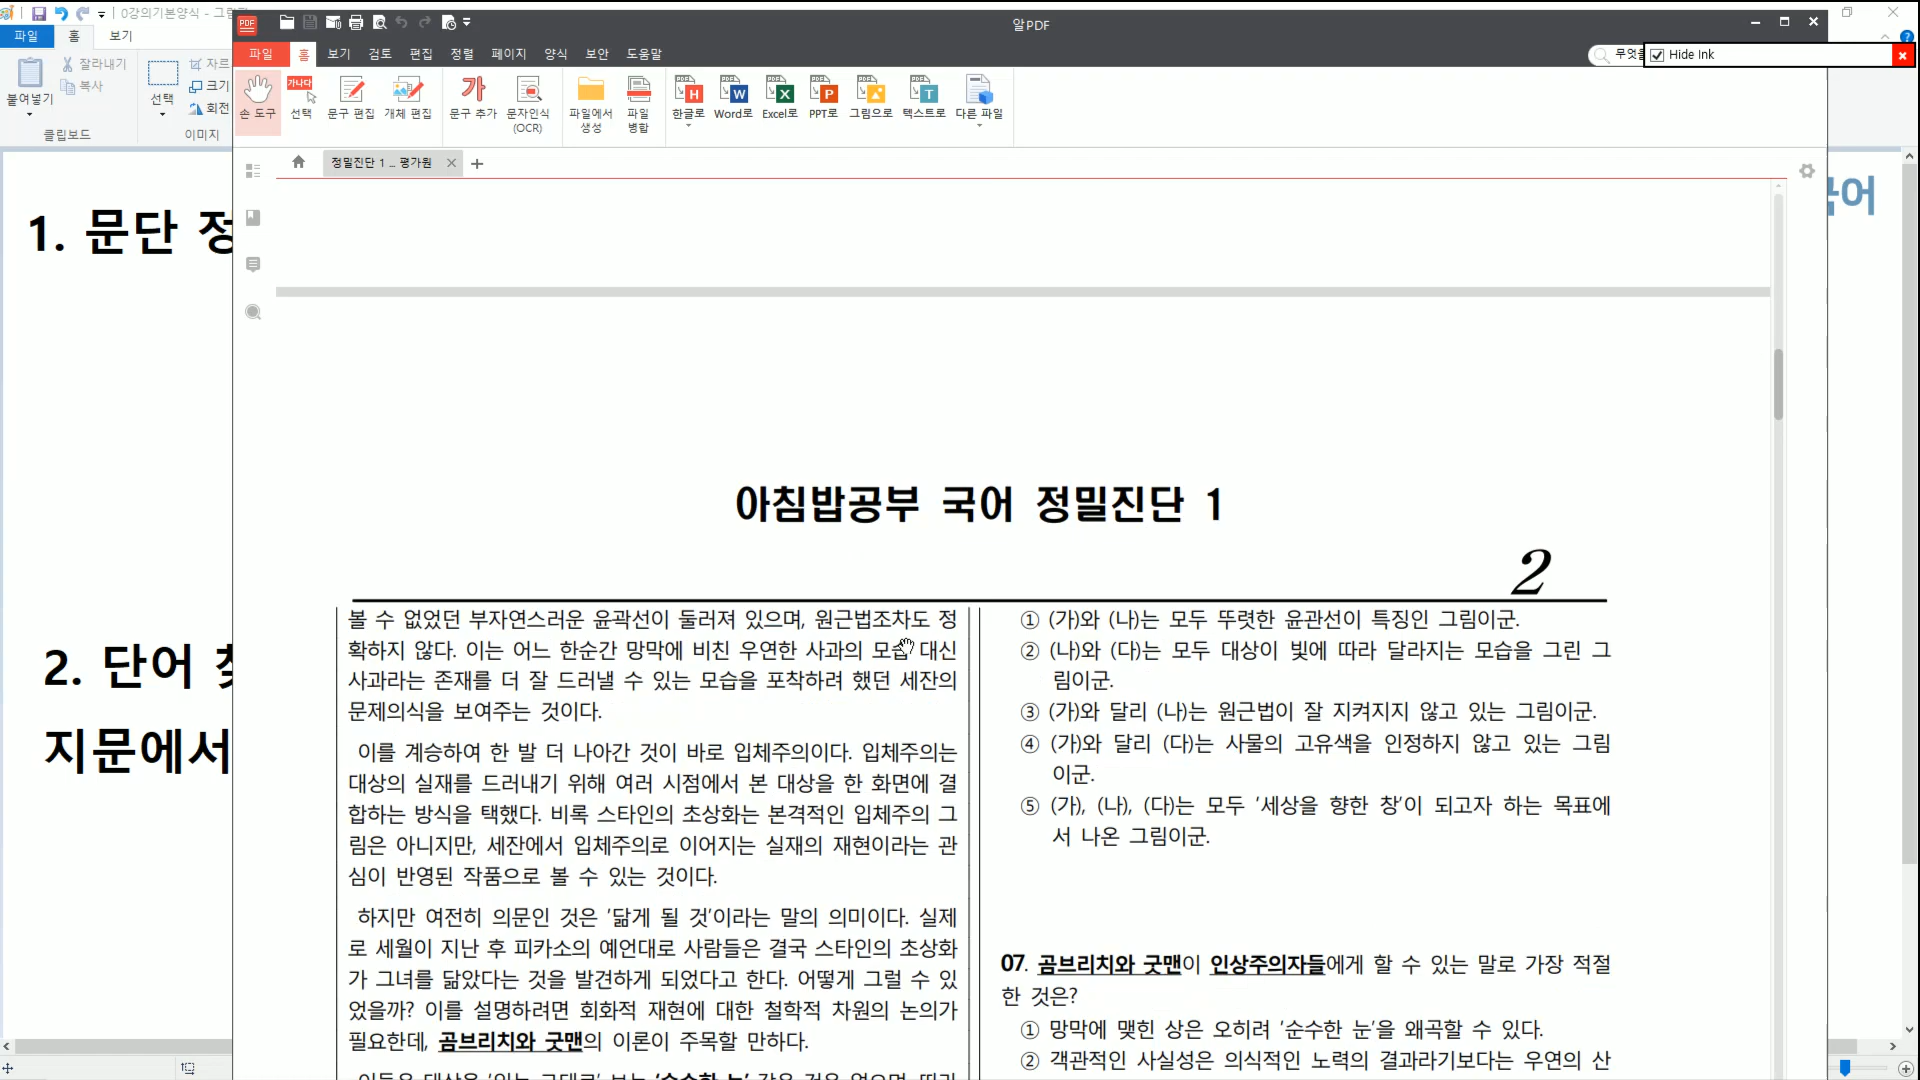 0강의기본양식 - 그림판
파일 홈 보기
붙여넣기 잘라내기 복사
선택 자르 크기 회전
클립보드 이미지
알PDF
파일 홈 보기 검토 편집 정렬 페이지 양식 보안 도움말
Hide Ink
손 도구 선택 문구 편집 개체 편집 문구 추가 문자인식 (OCR) 파일에서 생성 파일 병합 한글로 Word로 Excel로 PPT로 그림으로 텍스트로 다른 파일
정밀진단 1 _ 평가원
1. 문단 정
2. 단어
지문에서
아침밥공부 국어 정밀진단 1
2
볼 수 없었던 부자연스러운 윤곽선이 둘러져 있으며, 원근법조차도 정
확하지 않다. 이는 어느 한순간 망막에 비친 우연한 사과의 모습 대신
사과라는 존재를 더 잘 드러낼 수 있는 모습을 포착하려 했던 세잔의
문제의식을 보여주는 것이다.
이를 계승하여 한 발 더 나아간 것이 바로 입체주의이다. 입체주의는
대상의 실재를 드러내기 위해 여러 시점에서 본 대상을 한 화면에 결
합하는 방식을 택했다. 비록 스타인의 초상화는 본격적인 입체주의 그
림은 아니지만, 세잔에서 입체주의로 이어지는 실재의 재현이라는 관
심이 반영된 작품으로 볼 수 있는 것이다.
하지만 여전히 의문인 것은 '닮게 될 것'이라는 말의 의미이다. 실제
로 세월이 지난 후 피카소의 예언대로 사람들은 결국 스타인의 초상화
가 그녀를 닮았다는 것을 발견하게 되었다고 한다. 어떻게 그럴 수 있
었을까? 이를 설명하려면 회화적 재현에 대한 철학적 차원의 논의가
필요한데, 곰브리치와 굿맨의 이론이 주목할 만하다.
① (가)와 (나)는 모두 뚜렷한 윤관선이 특징인 그림이군.
② (나)와 (다)는 모두 대상이 빛에 따라 달라지는 모습을 그린 그
림이군.
③ (가)와 달리 (나)는 원근법이 잘 지켜지지 않고 있는 그림이군.
④ (가)와 달리 (다)는 사물의 고유색을 인정하지 않고 있는 그림
이군.
⑤ (가), (나), (다)는 모두 '세상을 향한 창'이 되고자 하는 목표에
서 나온 그림이군.
07. 곰브리치와 굿맨이 인상주의자들에게 할 수 있는 말로 가장 적절
한 것은?
① 망막에 맺힌 상은 오히려 '순수한 눈'을 왜곡할 수 있다.
② 객관적인 사실성은 의식적인 노력의 결과라기보다는 우연의 산